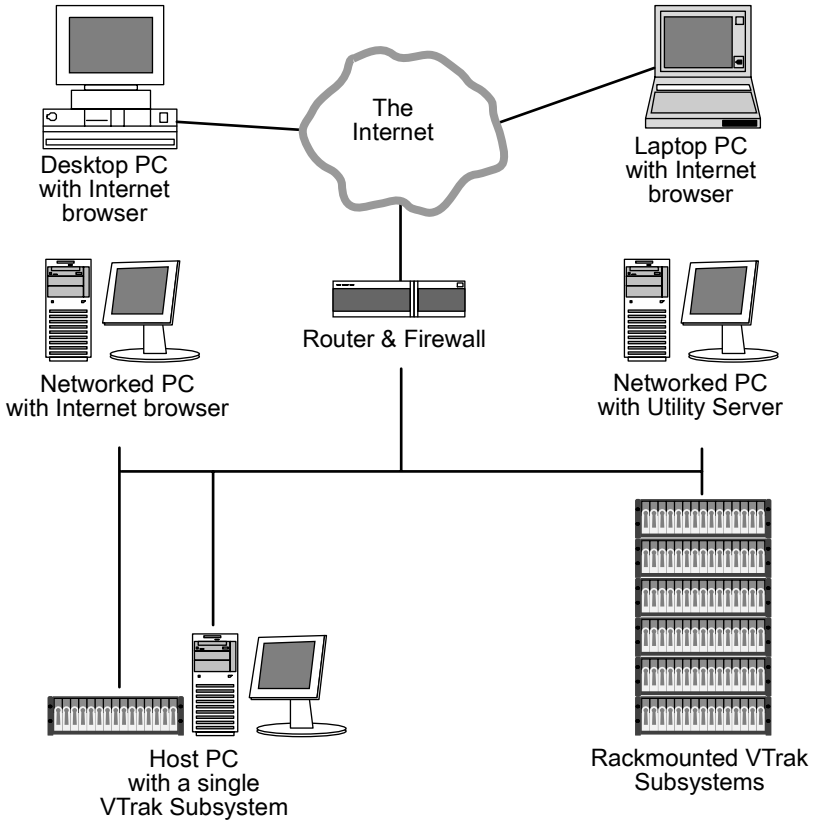 The
Internet
Desktop PC
with Internet
browser
Laptop PC
with Internet
browser
Router & Firewall
Networked PC
with Internet browser
Networked PC
with Utility Server
Host PC
with a single
VTrak Subsystem
Rackmounted VTrak
Subsystems